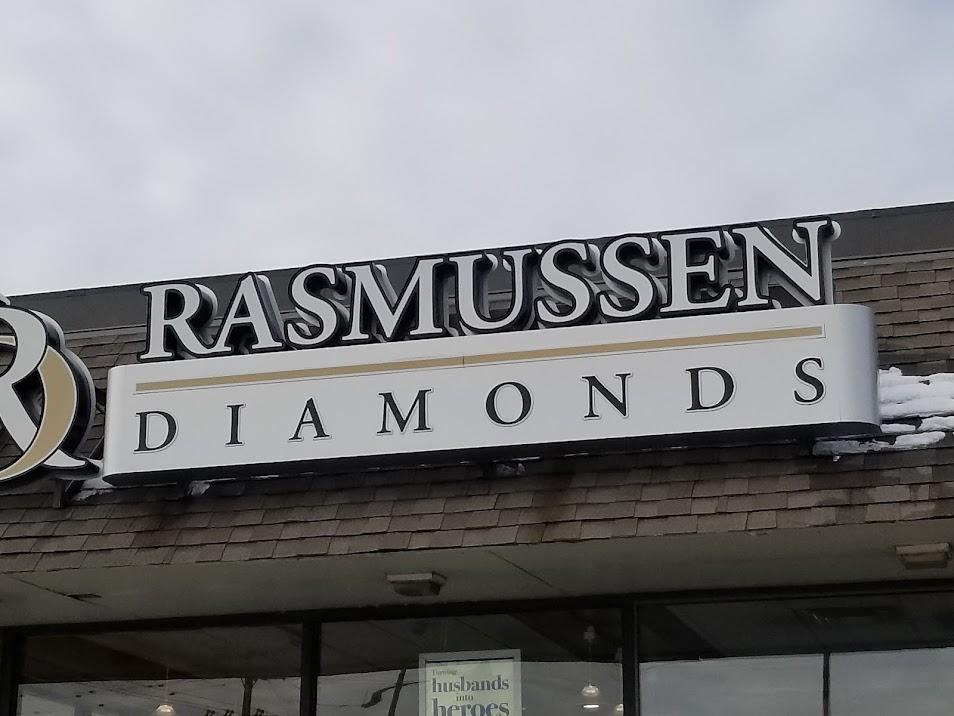 R
RASMUSSEN
DIAMONDS
Turning
husbands
into
heroes